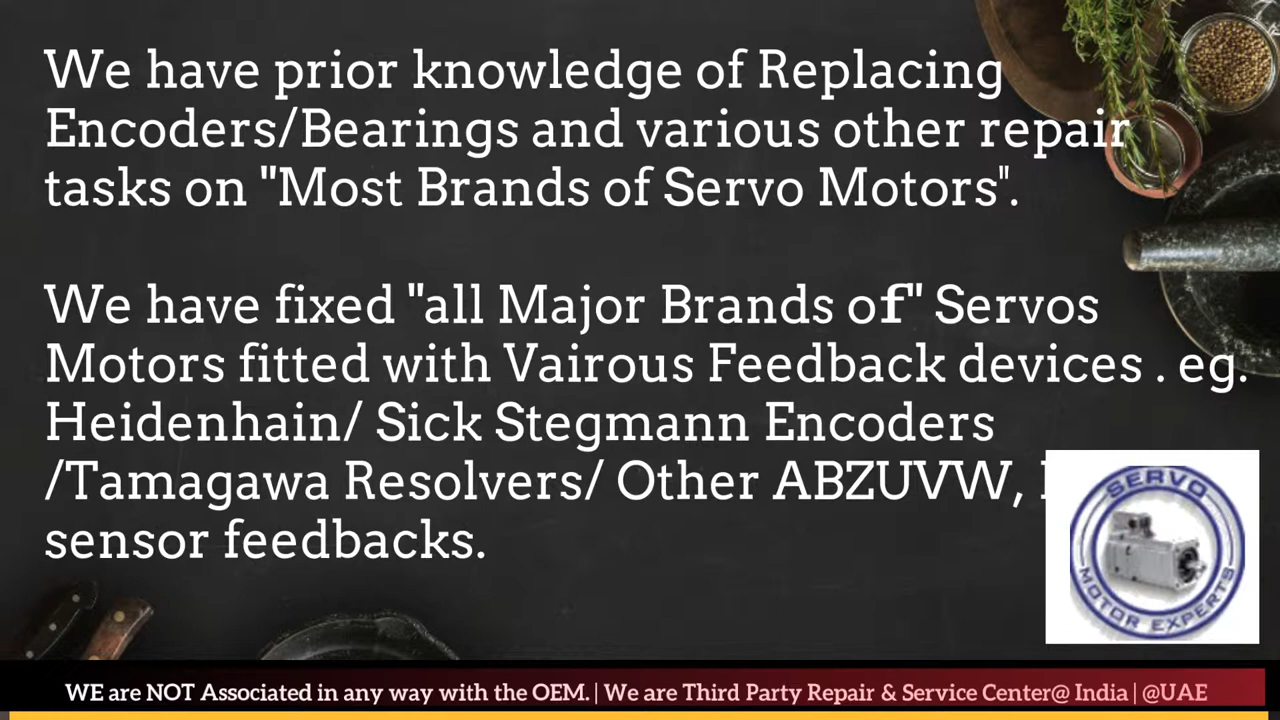 We have prior knowledge of Replacing
Encoders/Bearings and various other repair
tasks on "Most Brands of Servo Motors".
We have fixed "all Major Brands of" Servos
Motors fitted with Vairous Feedback devices . eg.
Heidenhain/ Sick Stegmann Encoders
/Tamagawa Resolvers/ Other ABZUVW,
sensor feedbacks.
SERVO
MOTOR EXPERTS
WE are NOT Associated in any way with the OEM. | We are Third Party Repair & Service Center@ India | @UAE